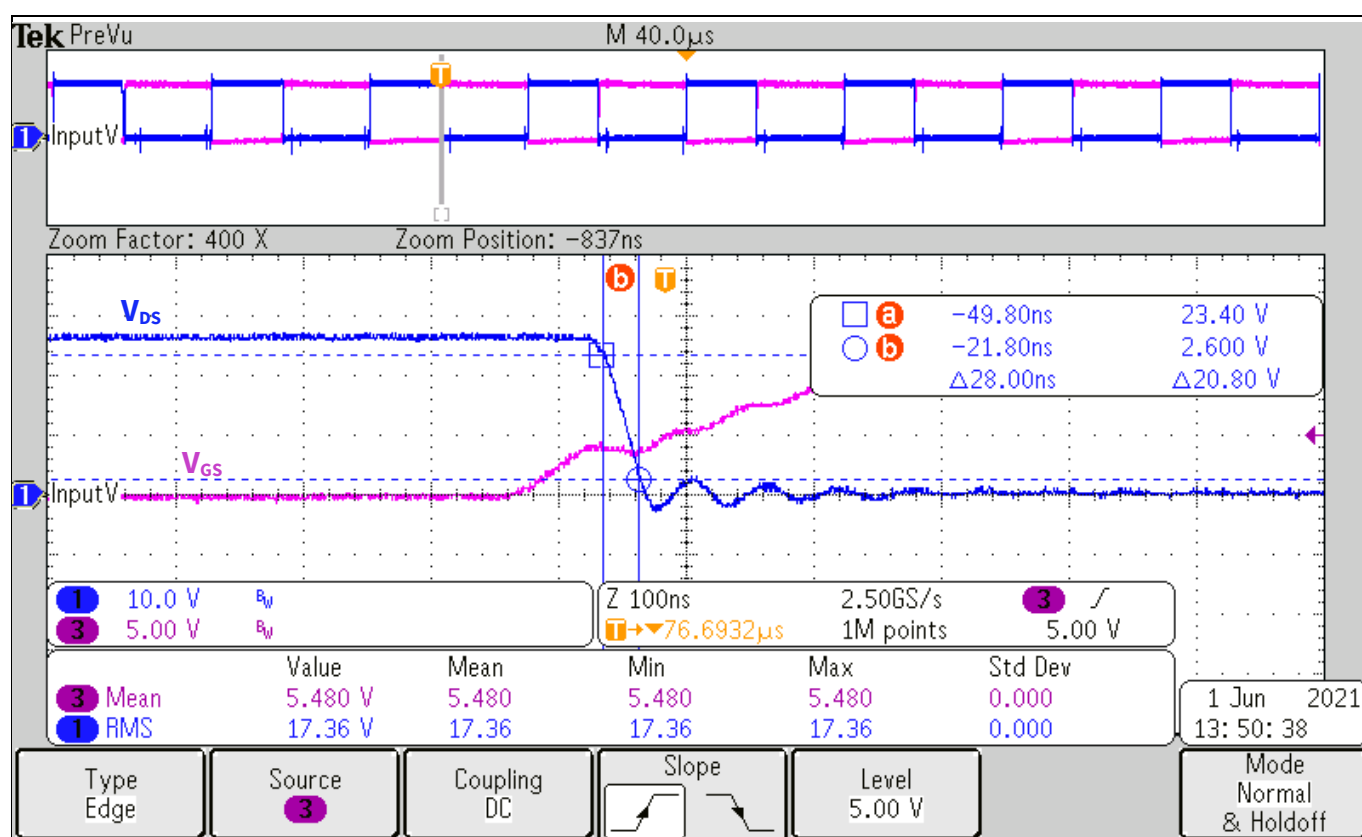 Tek PreVu M 40.0µs
T
1 InputV
Zoom Factor: 400 X Zoom Position: -837ns
b T
VDS
a -49.80ns 23.40 V
b -21.80ns 2.600 V
Δ28.00ns Δ20.80 V
VGS
1 InputV
1 10.0 V BW
3 5.00 V BW
Z 100ns 2.50GS/s 3
T→▼76.6932µs 1M points 5.00 V
Value Mean Min Max Std Dev
3 Mean 5.480 V 5.480 5.480 5.480 0.000
1 RMS 17.36 V 17.36 17.36 17.36 0.000
1 Jun 2021
13:50:38
Type
Edge
Source
3
Coupling
DC
Slope
Level
5.00 V
Mode
Normal
& Holdoff